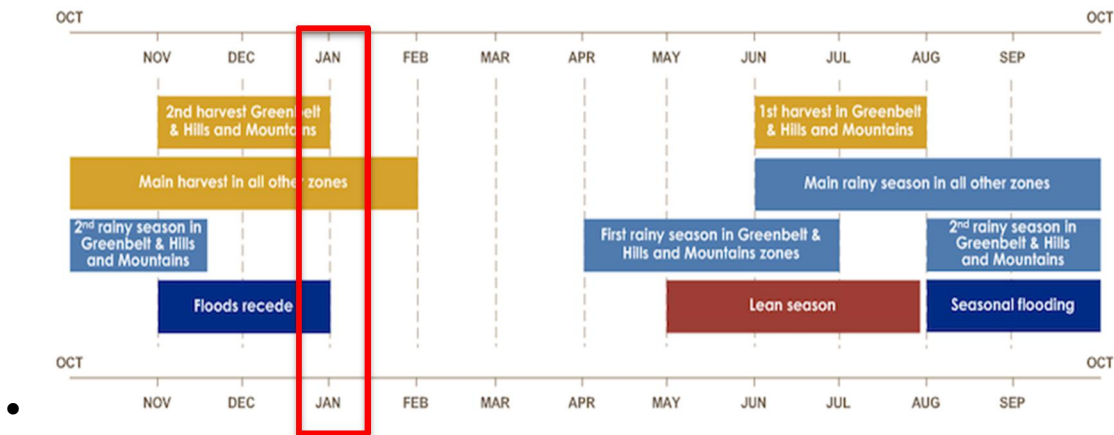 OCT OCT
NOV DEC JAN FEB MAR APR MAY JUN JUL AUG SEP
2nd harvest Greenbelt
& Hills and Mountains
1st harvest in Greenbelt
& Hills and Mountains
Main harvest in all other zones
Main rainy season in all other zones
2nd rainy season in
Greenbelt & Hills
and Mountains
First rainy season in Greenbelt &
Hills and Mountains zones
2nd rainy season in
Greenbelt & Hills
and Mountains
Floods recede
Lean season
Seasonal flooding
OCT OCT
NOV DEC JAN FEB MAR APR MAY JUN JUL AUG SEP